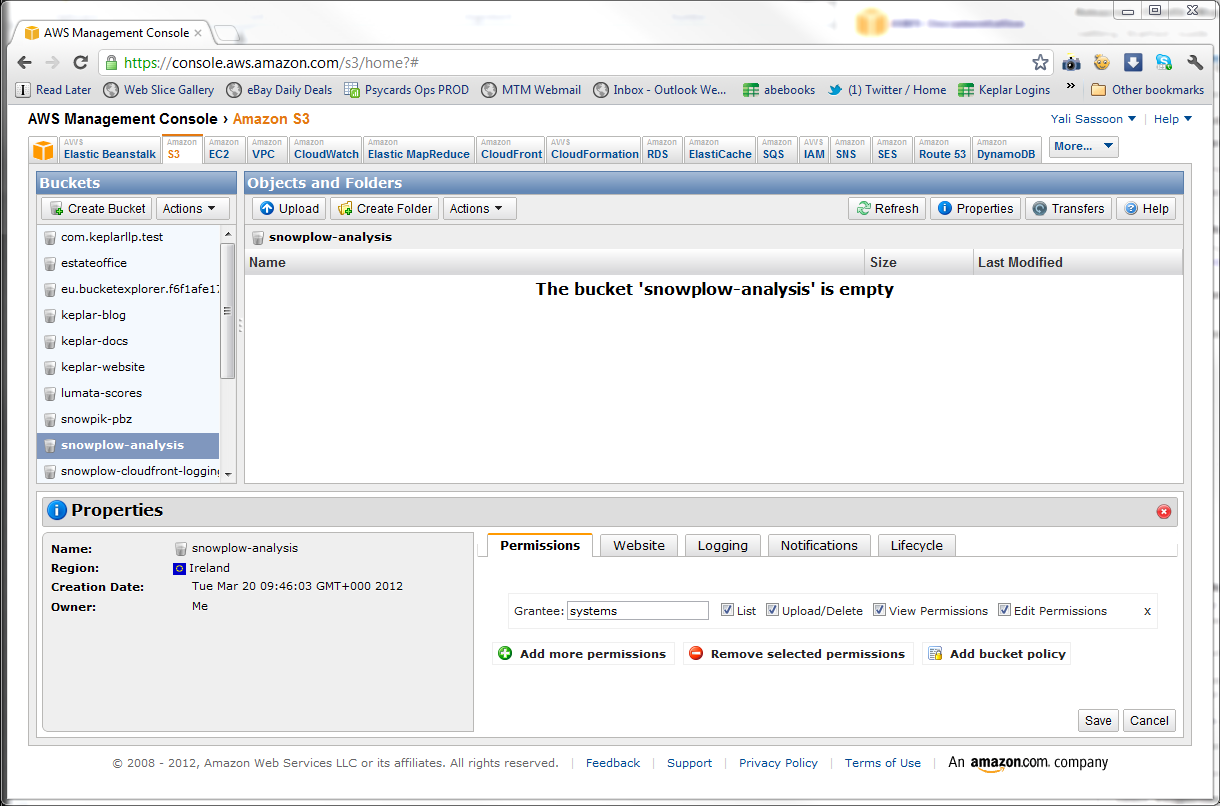 AWS Management Console
https://console.aws.amazon.com/s3/home?#
Read Later Web Slice Gallery eBay Daily Deals Psycards Ops PROD MTM Webmail Inbox - Outlook We... abebooks (1) Twitter / Home Keplar Logins » Other bookmarks
AWS Management Console › Amazon S3 Yali Sassoon Help
AWS Elastic Beanstalk Amazon S3 Amazon EC2 Amazon VPC Amazon CloudWatch Amazon Elastic MapReduce Amazon CloudFront AWS CloudFormation Amazon RDS Amazon ElastiCache Amazon SQS AWS IAM Amazon SNS Amazon SES Amazon Route 53 Amazon DynamoDB More...
Buckets
Create Bucket Actions
com.keplarllp.test
estateoffice
eu.bucketexplorer.f6f1afe17
keplar-blog
keplar-docs
keplar-website
lumata-scores
snowpik-pbz
snowplow-analysis
snowplow-cloudfront-logging
Objects and Folders
Upload Create Folder Actions Refresh Properties Transfers Help
snowplow-analysis
Name Size Last Modified
The bucket 'snowplow-analysis' is empty
Properties
Name: snowplow-analysis
Region: Ireland
Creation Date: Tue Mar 20 09:46:03 GMT+000 2012
Owner: Me
Permissions Website Logging Notifications Lifecycle
Grantee: systems List Upload/Delete View Permissions Edit Permissions x
Add more permissions Remove selected permissions Add bucket policy
Save Cancel
© 2008 - 2012, Amazon Web Services LLC or its affiliates. All rights reserved. | Feedback | Support | Privacy Policy | Terms of Use | An amazon.com. company